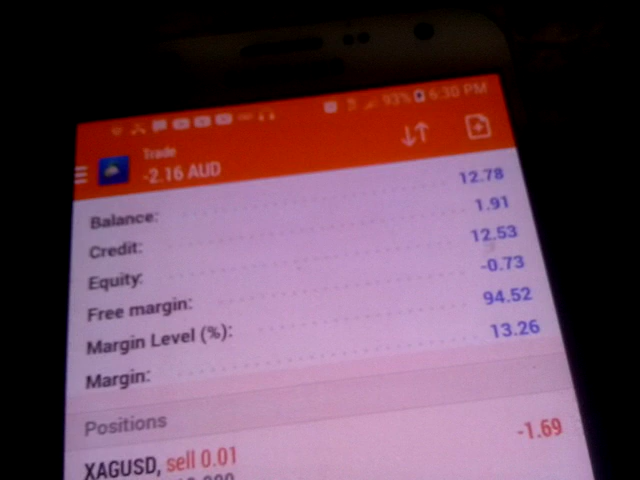 93% 6:30 PM
Trade
-2.16 AUD
Balance: 12.78
Credit: 1.91
Equity: 12.53
Free margin: -0.73
Margin Level (%): 94.52
Margin: 13.26
Positions
XAGUSD, sell 0.01 -1.69